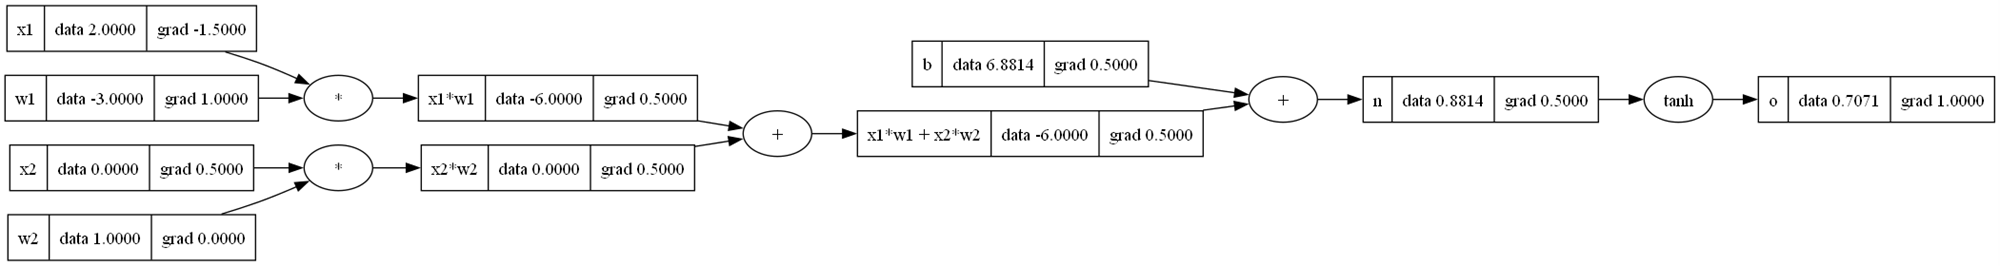 x1 data 2.0000 grad -1.5000
w1 data -3.0000 grad 1.0000
x2 data 0.0000 grad 0.5000
w2 data 1.0000 grad 0.0000
*
*
x1*w1 data -6.0000 grad 0.5000
x2*w2 data 0.0000 grad 0.5000
+
b data 6.8814 grad 0.5000
x1*w1 + x2*w2 data -6.0000 grad 0.5000
+
n data 0.8814 grad 0.5000
tanh
o data 0.7071 grad 1.0000